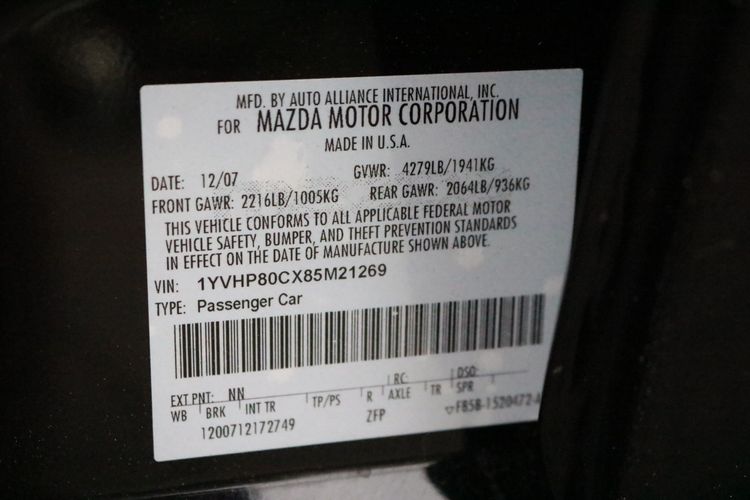 MFD. BY AUTO ALLIANCE INTERNATIONAL, INC.
FOR MAZDA MOTOR CORPORATION
MADE IN U.S.A.
DATE: 12/07 GVWR: 4279LB/1941KG
FRONT GAWR: 2216LB/1005KG REAR GAWR: 2064LB/936KG
THIS VEHICLE CONFORMS TO ALL APPLICABLE FEDERAL MOTOR
VEHICLE SAFETY, BUMPER, AND THEFT PREVENTION STANDARDS
IN EFFECT ON THE DATE OF MANUFACTURE SHOWN ABOVE.
VIN: 1YVHP80CX85M21269
TYPE: Passenger Car
EXT PNT: NN RC: DSO:
WB BRK INT TR TP/PS R AXLE TR SPR
1200712172749 ZFP F85B-1520472-A